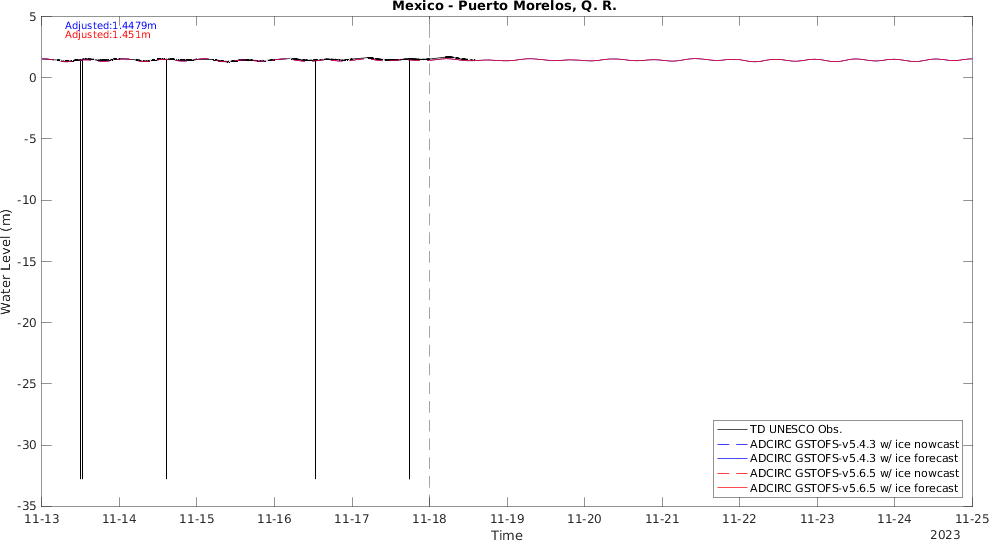 Mexico - Puerto Morelos, Q. R.
Adjusted:1.4479m
Adjusted:1.451m
5
0
-5
-10
-15
-20
-25
-30
-35
Water Level (m)
TD UNESCO Obs.
ADCIRC GSTOFS-v5.4.3 w/ ice nowcast
ADCIRC GSTOFS-v5.4.3 w/ ice forecast
ADCIRC GSTOFS-v5.6.5 w/ ice nowcast
ADCIRC GSTOFS-v5.6.5 w/ ice forecast
11-13 11-14 11-15 11-16 11-17 11-18 11-19 11-20 11-21 11-22 11-23 11-24 11-25
Time
2023